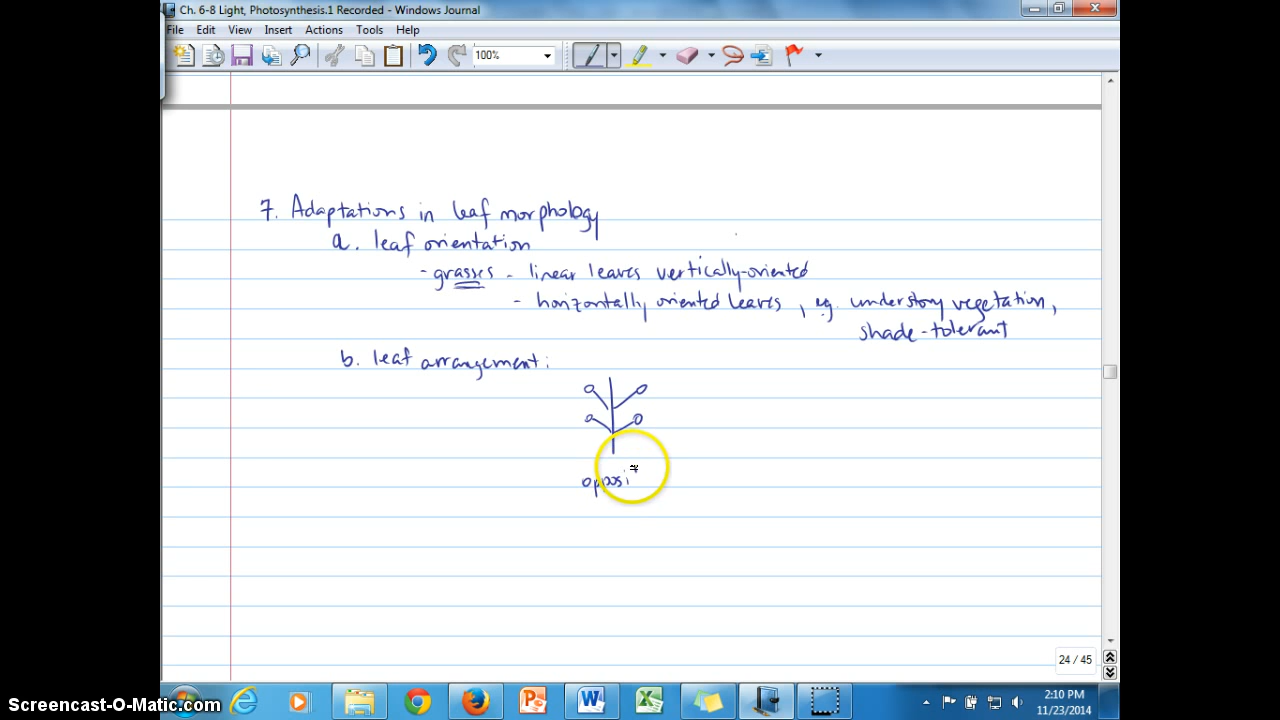 Ch. 6-8 Light, Photosynthesis.1 Recorded - Windows Journal
File Edit View Insert Actions Tools Help
100%
7. Adaptations in leaf morphology
a. leaf orientation
- grasses - linear leaves vertically-oriented
- horizontally oriented leaves, eg. understory vegetation,
shade-tolerant
b. leaf arrangement:
opposi
24 / 45
2:10 PM
11/23/2014
Screencast-O-Matic.com